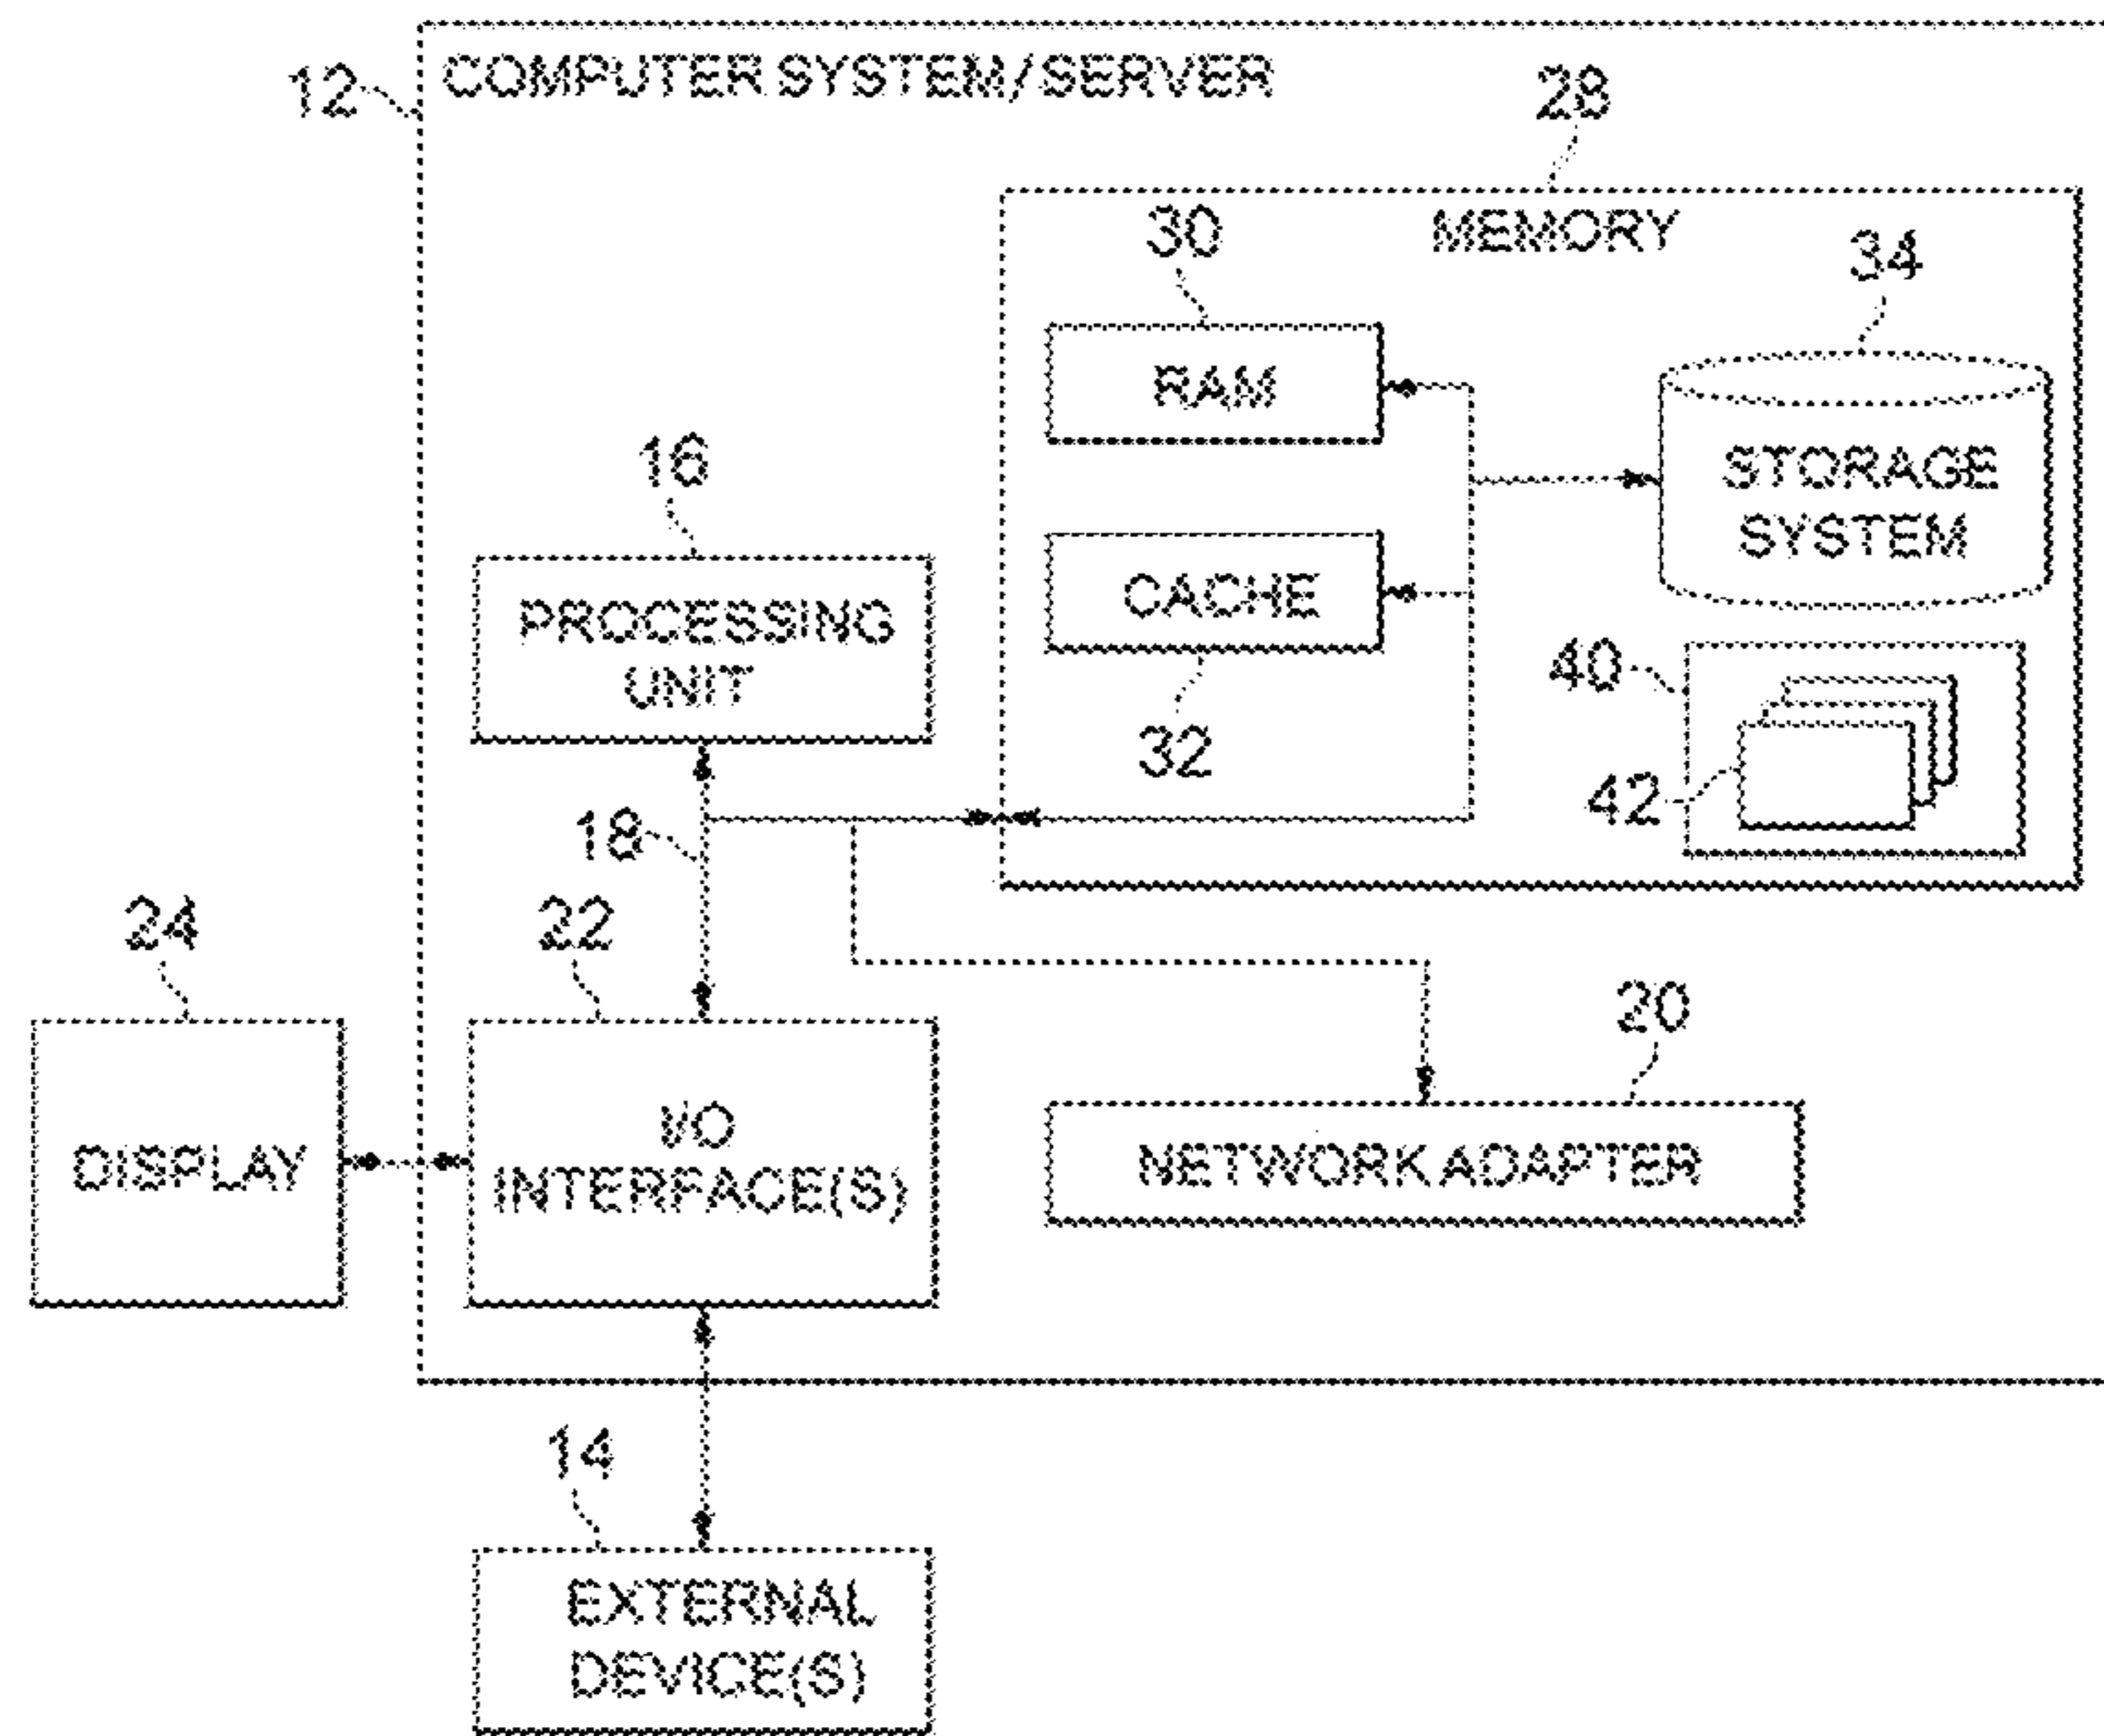 12
COMPUTER SYSTEM/SERVER
28
MEMORY
30
34
RAM
STORAGE
SYSTEM
16
PROCESSING
UNIT
CACHE
32
40
42
18
24
22
20
DISPLAY
I/O
INTERFACE(S)
NETWORK ADAPTER
14
EXTERNAL
DEVICE(S)